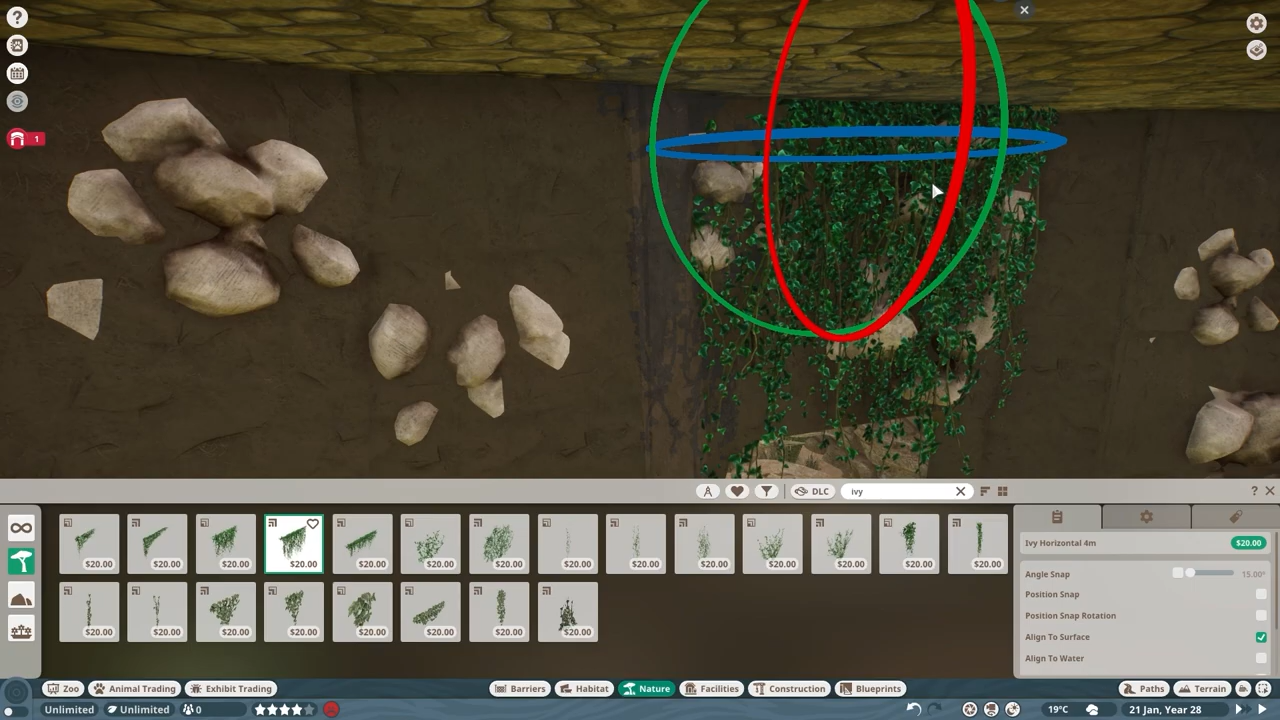 ?
1
DLC
ivy
?
$20.00 $20.00 $20.00 $20.00 $20.00 $20.00 $20.00 $20.00 $20.00 $20.00 $20.00 $20.00 $20.00 $20.00
$20.00 $20.00 $20.00 $20.00 $20.00 $20.00 $20.00 $20.00
Ivy Horizontal 4m $20.00
Angle Snap 15.00°
Position Snap
Position Snap Rotation
Align To Surface
Align To Water
Zoo Animal Trading Exhibit Trading Barriers Habitat Nature Facilities Construction Blueprints Paths Terrain
Unlimited Unlimited 0 19°C 21 Jan, Year 28